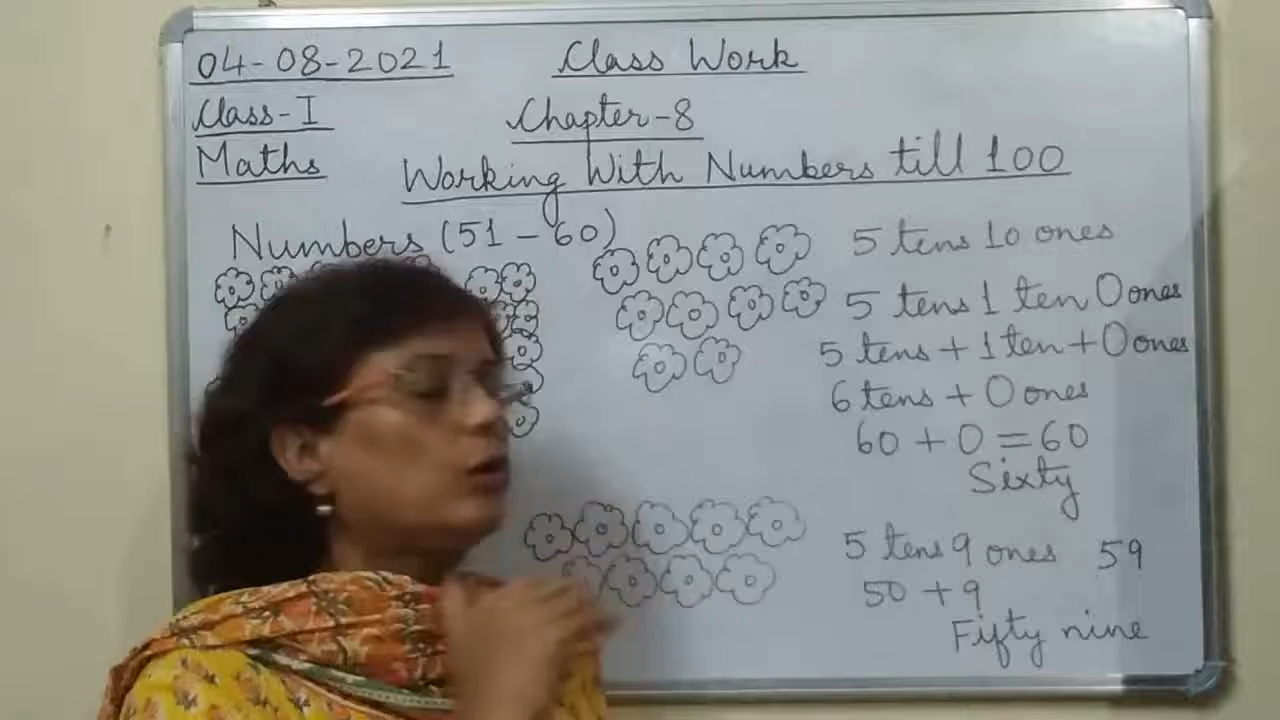 04-08-2021 Class Work
Class-I Chapter-8
Maths Working With Numbers till 100
Numbers (51 - 60)
5 tens 10 ones
5 tens 1 ten 0 ones
5 tens + 1 ten + 0 ones
6 tens + 0 ones
60 + 0 = 60
Sixty
5 tens 9 ones 59
50 + 9
Fifty nine